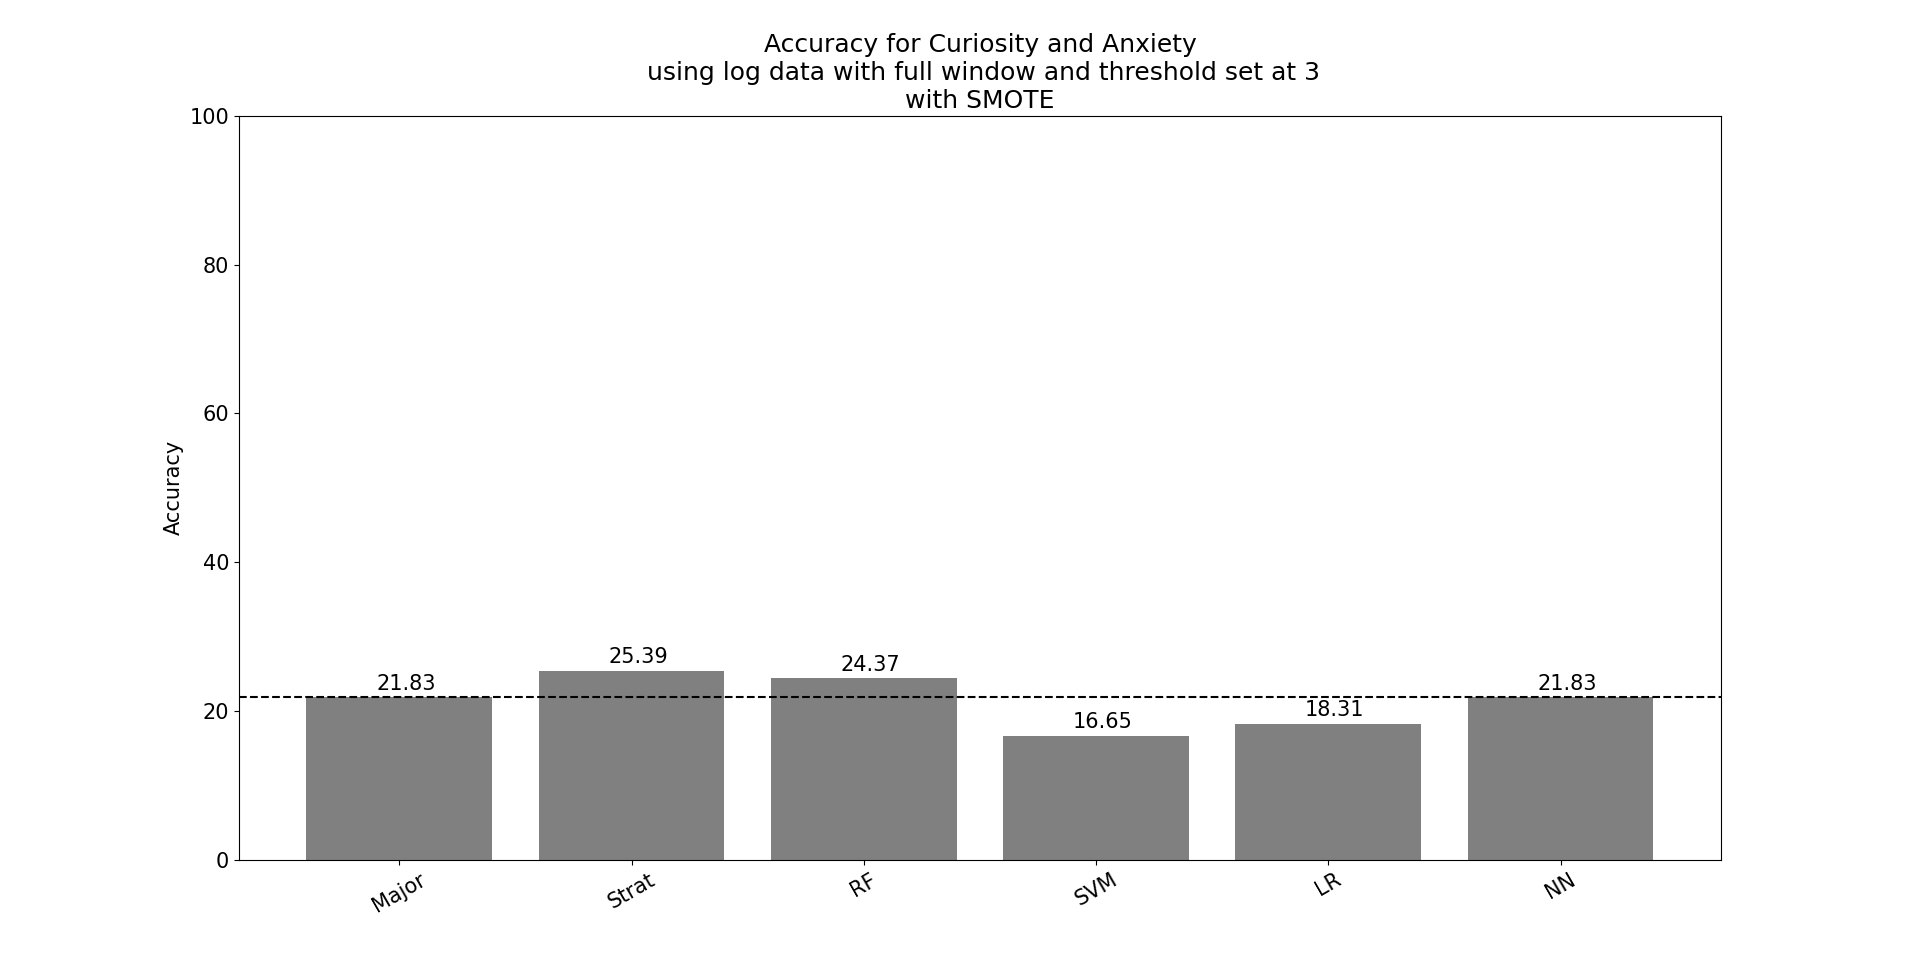 Accuracy for Curiosity and Anxiety
using log data with full window and threshold set at 3
with SMOTE
100
80
60
40
20
0
Accuracy
21.83
25.39
24.37
16.65
18.31
21.83
Major
Strat
RF
SVM
LR
NN